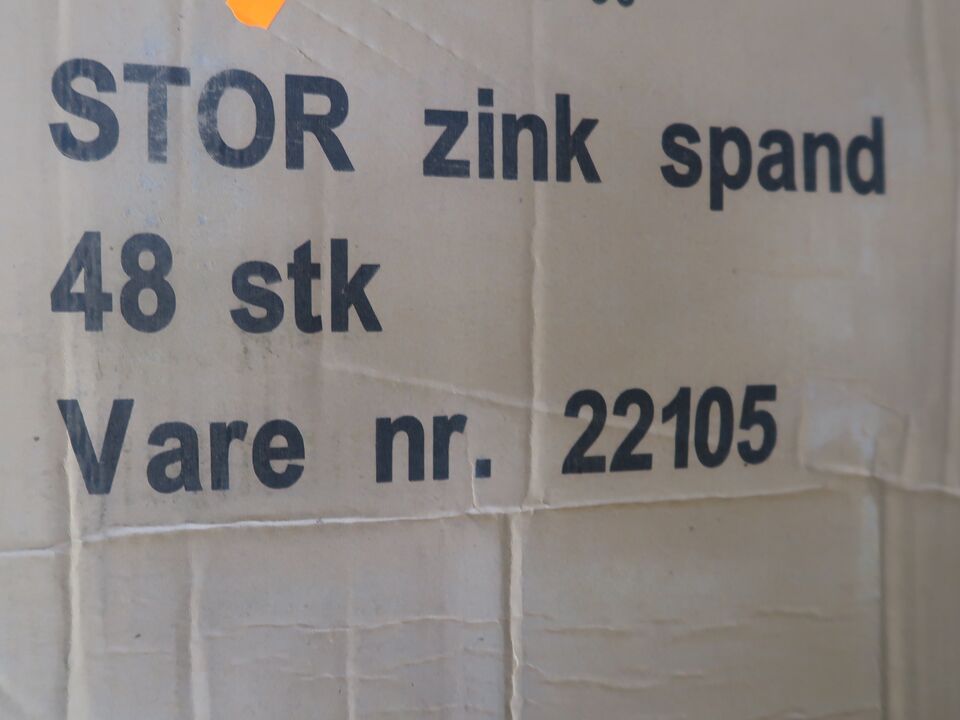 STOR zink spand
48 stk
Vare nr. 22105